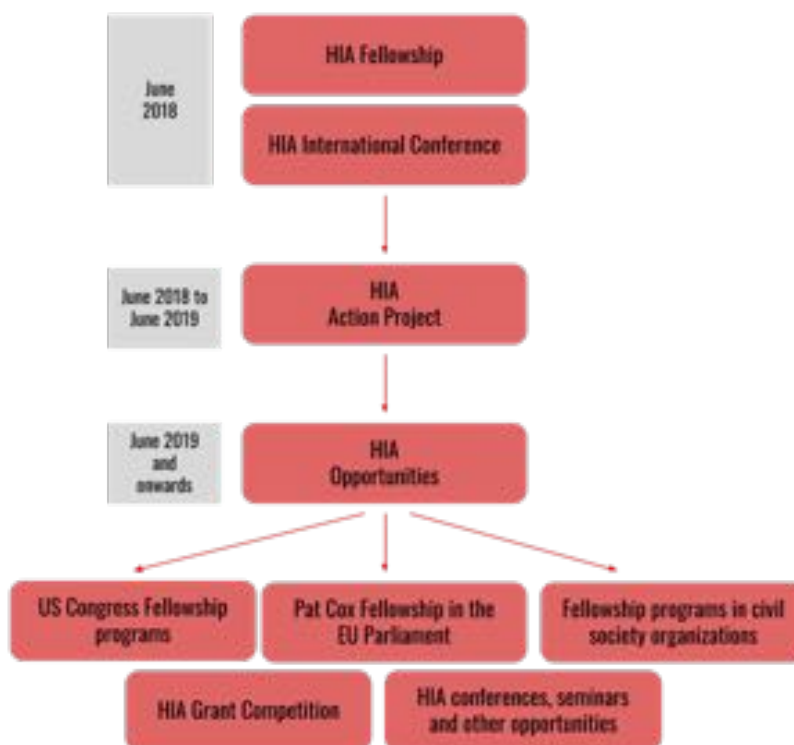 June
2018
HIA Fellowship
HIA International Conference
June 2018 to
June 2019
HIA
Action Project
June 2019
and
onwards
HIA
Opportunities
US Congress Fellowship
programs
Pat Cox Fellowship in the
EU Parliament
Fellowship programs in civil
society organizations
HIA Grant Competition
HIA conferences, seminars
and other opportunities